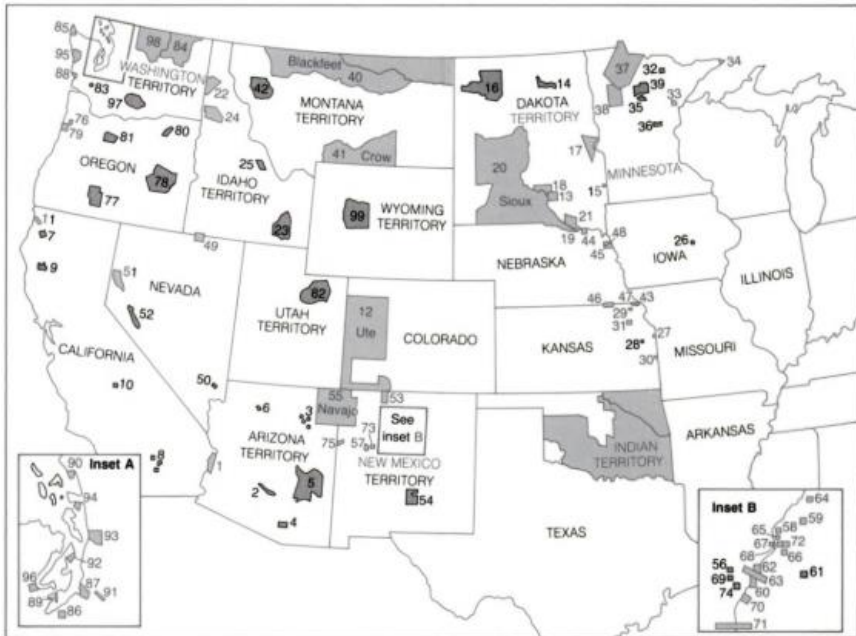 85
98
84
95
WASHINGTON
TERRITORY
88
83
97
22
24
Blackfeet
40
42
MONTANA
TERRITORY
41 Crow
16
14
DAKOTA
TERRITORY
37
32
39
34
38
35
33
36
17
MINNESOTA
10
76
79
81
80
OREGON
78
77
25
IDAHO
TERRITORY
23
99
WYOMING
TERRITORY
20
Sioux
18
13
15
21
19
44
48
45
11
7
9
49
51
NEVADA
52
82
UTAH
TERRITORY
12
Ute
COLORADO
NEBRASKA
26
IOWA
ILLINOIS
46
47
43
29
31
27
KANSAS
28
30
MISSOURI
CALIFORNIA
10
50
8
1
6
3
55
Navajo
53
See
inset B
73
75
57
ARIZONA
TERRITORY
NEW MEXICO
TERRITORY
2
5
4
54
INDIAN
TERRITORY
ARKANSAS
TEXAS
Inset A
90
94
93
92
96
87
91
89
86
Inset B
64
65
58
59
67
72
66
68
56
62
61
69
63
74
60
70
71